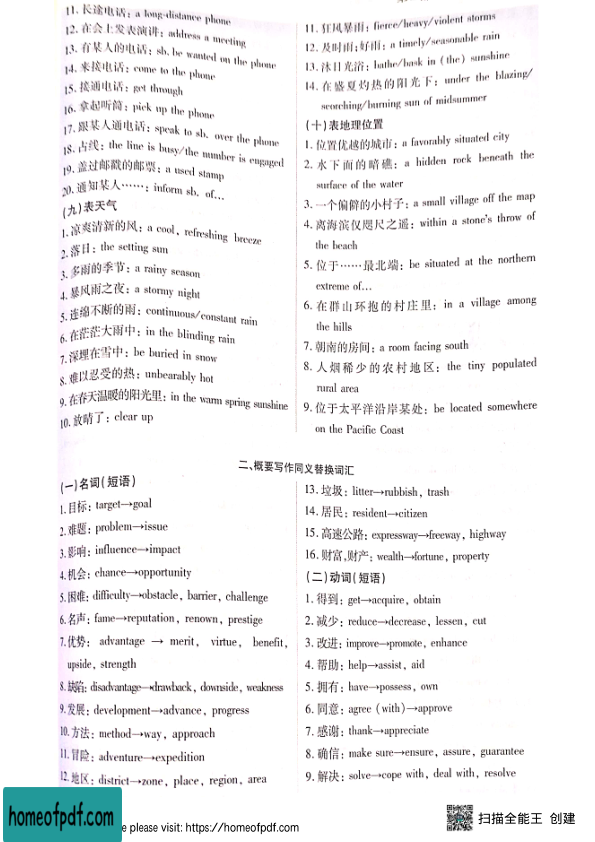 11. 长途电话：a long-distance phone
12. 在会上发表演讲：address a meeting
13. 有某人的电话：sb. be wanted on the phone
14. 来接电话：come to the phone
15. 接通电话：get through
16. 拿起听筒：pick up the phone
17. 跟某人通电话：speak to sb. over the phone
18. 占线：the line is busy/the number is engaged
19. 盖过邮戳的邮票：a used stamp
20. 通知某人……：inform sb. of…
(九)表天气
1. 凉爽清新的风：a cool, refreshing breeze
2. 落日：the setting sun
3. 多雨的季节：a rainy season
4. 暴风雨之夜：a stormy night
5. 连绵不断的雨：continuous/constant rain
6. 在茫茫大雨中：in the blinding rain
7. 深埋在雪中：be buried in snow
8. 难以忍受的热：unbearably hot
9. 在春天温暖的阳光里：in the warm spring sunshine
10. 放晴了：clear up
11. 狂风暴雨：fierce/heavy/violent storms
12. 及时雨；好雨：a timely/seasonable rain
13. 沐日光浴：bathe/bask in (the) sunshine
14. 在盛夏灼热的阳光下：under the blazing/
scorching/burning sun of midsummer
(十)表地理位置
1. 位置优越的城市：a favorably situated city
2. 水下面的暗礁：a hidden rock beneath the
surface of the water
3. 一个偏僻的小村子：a small village off the map
4. 离海滨仅咫尺之遥：within a stone's throw of
the beach
5. 位于……最北端：be situated at the northern
extreme of…
6. 在群山环抱的村庄里：in a village among
the hills
7. 朝南的房间：a room facing south
8. 人烟稀少的农村地区：the tiny populated
rural area
9. 位于太平洋沿岸某处：be located somewhere
on the Pacific Coast
二、概要写作同义替换词汇
(一)名词(短语)
1. 目标：target→goal
2. 难题：problem→issue
3. 影响：influence→impact
4. 机会：chance→opportunity
5. 困难：difficulty→obstacle, barrier, challenge
6. 名声：fame→reputation, renown, prestige
7. 优势：advantage → merit, virtue, benefit,
upside, strength
8. 缺陷：disadvantage→drawback, downside, weakness
9. 发展：development→advance, progress
10. 方法：method→way, approach
11. 冒险：adventure→expedition
12. 地区：district→zone, place, region, area
13. 垃圾：litter→rubbish, trash
14. 居民：resident→citizen
15. 高速公路：expressway→freeway, highway
16. 财富，财产：wealth→fortune, property
(二)动词(短语)
1. 得到：get→acquire, obtain
2. 减少：reduce→decrease, lessen, cut
3. 改进：improve→promote, enhance
4. 帮助：help→assist, aid
5. 拥有：have→possess, own
6. 同意：agree (with)→approve
7. 感谢：thank→appreciate
8. 确信：make sure→ensure, assure, guarantee
9. 解决：solve→cope with, deal with, resolve
homeofpdf.com
e please visit: https://homeofpdf.com
扫描全能王 创建